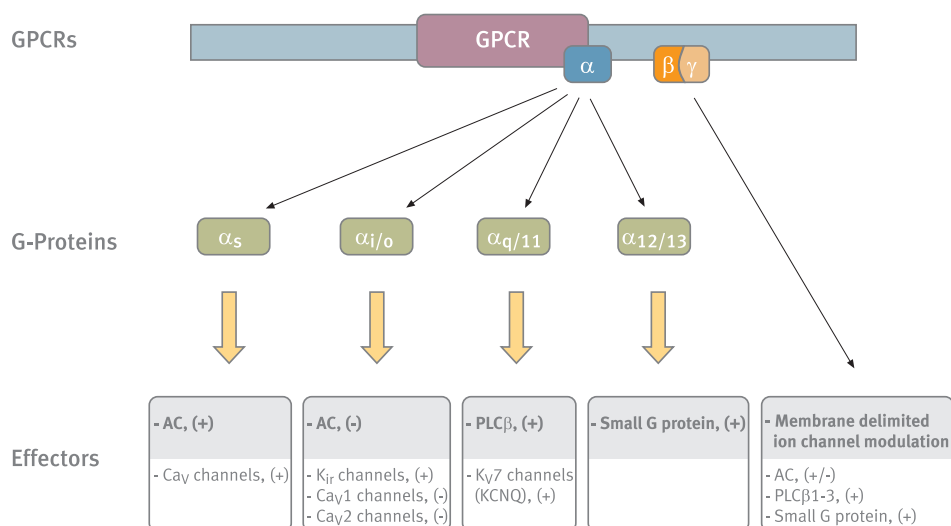 GPCRs
GPCR
α
β γ
G-Proteins
αs
αi/o
αq/11
α12/13
Effectors
- AC, (+)
- CaV channels, (+)
- AC, (-)
- Kir channels, (+)
- CaV1 channels, (-)
- CaV2 channels, (-)
- PLCβ, (+)
- KV7 channels
(KCNQ), (+)
- Small G protein, (+)
- Membrane delimited
ion channel modulation
- AC, (+/-)
- PLCβ1-3, (+)
- Small G protein, (+)